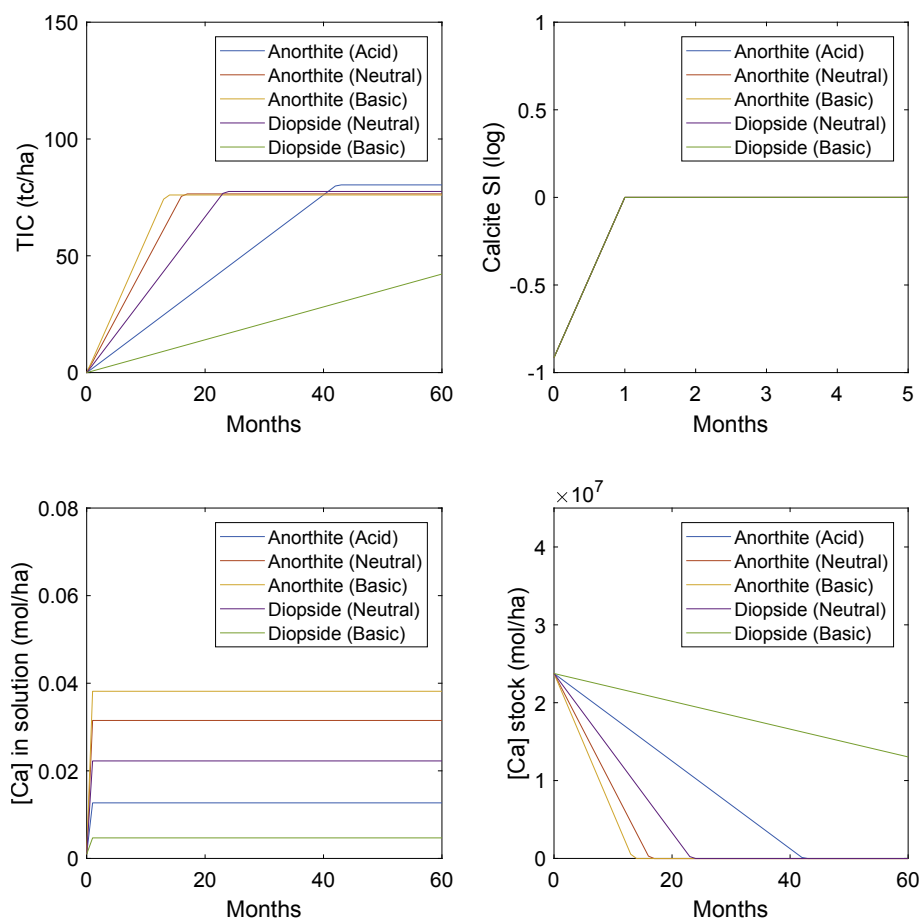 150
100
50
0
TIC (tc/ha)
0 20 40 60
Months
Anorthite (Acid)
Anorthite (Neutral)
Anorthite (Basic)
Diopside (Neutral)
Diopside (Basic)
1
0.5
0
-0.5
-1
Calcite SI (log)
0 1 2 3 4 5
Months
Anorthite (Acid)
Anorthite (Neutral)
Anorthite (Basic)
Diopside (Neutral)
Diopside (Basic)
0.08
0.06
0.04
0.02
0
[Ca] in solution (mol/ha)
0 20 40 60
Months
Anorthite (Acid)
Anorthite (Neutral)
Anorthite (Basic)
Diopside (Neutral)
Diopside (Basic)
×10⁷
4
3
2
1
0
[Ca] stock (mol/ha)
0 20 40 60
Months
Anorthite (Acid)
Anorthite (Neutral)
Anorthite (Basic)
Diopside (Neutral)
Diopside (Basic)